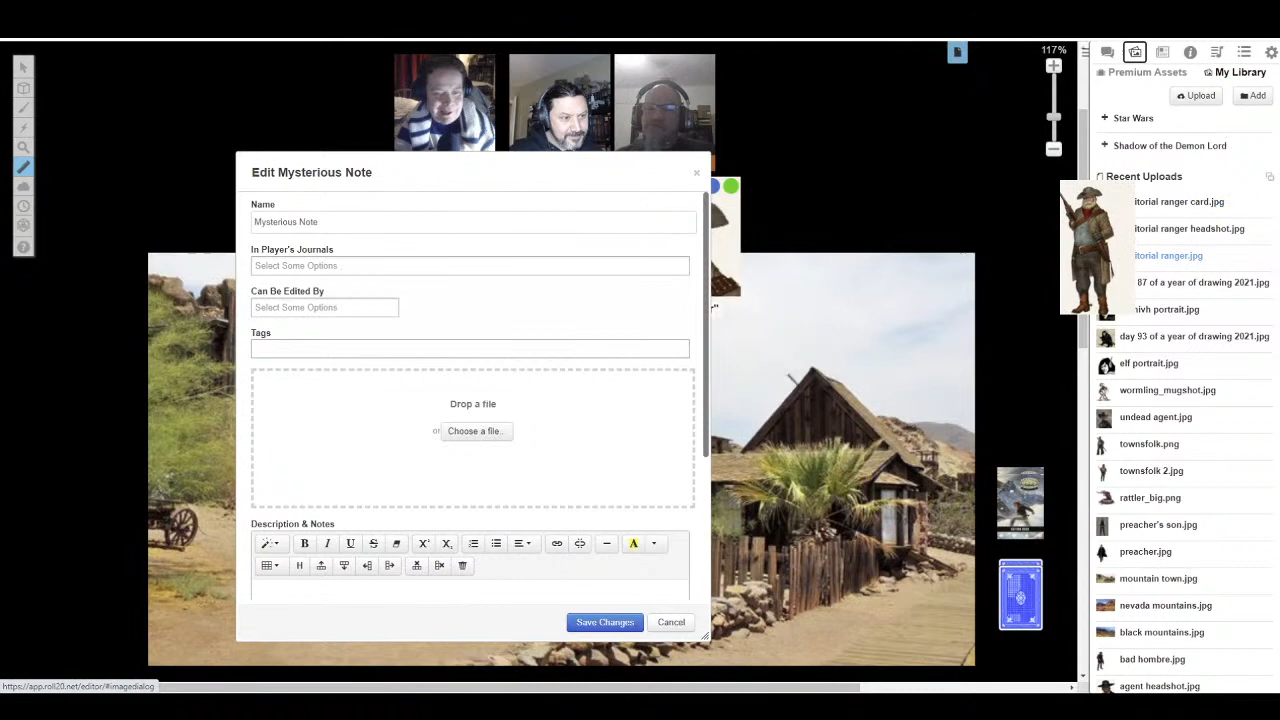 117%
Premium Assets
My Library
Upload
Add
Star Wars
Shadow of the Demon Lord
Recent Uploads
itorial ranger card.jpg
itorial ranger headshot.jpg
itorial ranger.jpg
87 of a year of drawing 2021.jpg
nivh portrait.jpg
day 93 of a year of drawing 2021.jpg
elf portrait.jpg
wormling_mugshot.jpg
undead agent.jpg
townsfolk.png
townsfolk 2.jpg
rattler_big.png
preacher's son.jpg
preacher.jpg
mountain town.jpg
nevada mountains.jpg
black mountains.jpg
bad hombre.jpg
agent headshot.jpg
Edit Mysterious Note
×
Name
Mysterious Note
In Player's Journals
Select Some Options
Can Be Edited By
Select Some Options
Tags
Drop a file
or Choose a file..
Description & Notes
B I U S
X² X,
A
H
Save Changes
Cancel
r"
https://app.roll20.net/editor/#imagedialog